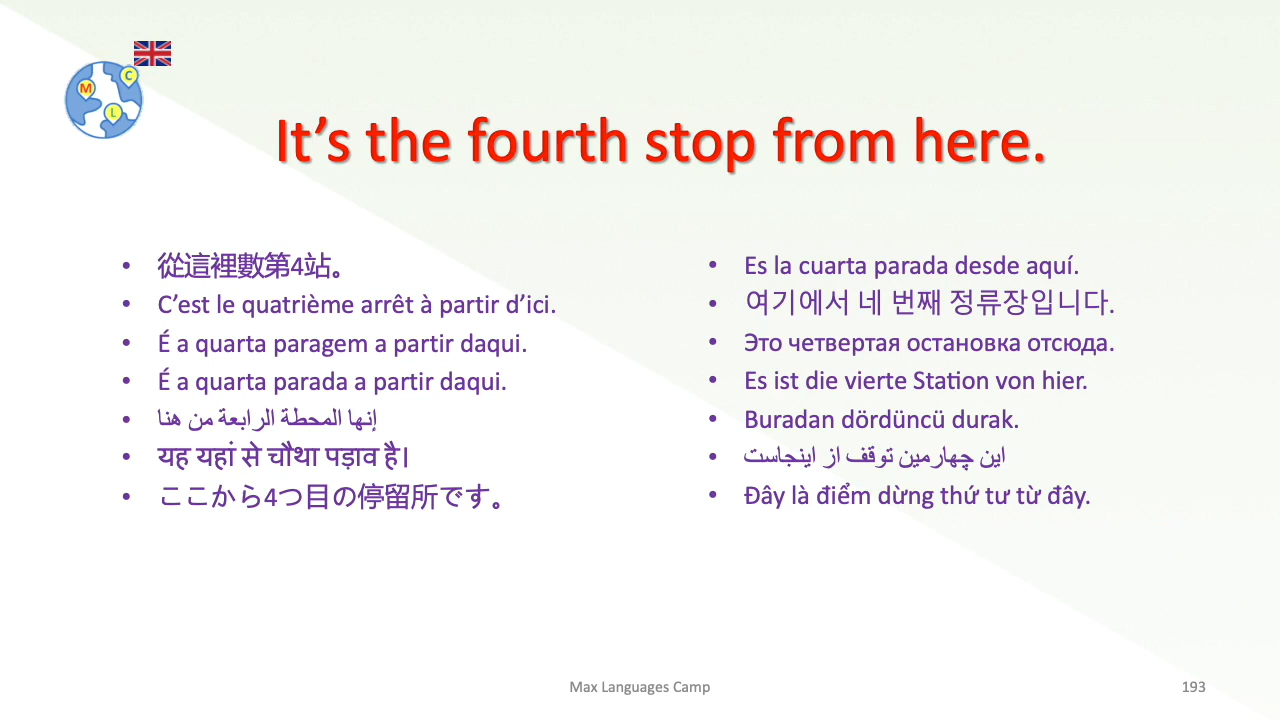 M
C
L
It’s the fourth stop from here.
• 從這裡數第4站。
• C’est le quatrième arrêt à partir d’ici.
• É a quarta paragem a partir daqui.
• É a quarta parada a partir daqui.
• إنها المحطة الرابعة من هنا
• यह यहां से चौथा पड़ाव है।
• ここから4つ目の停留所です。
• Es la cuarta parada desde aquí.
• 여기에서 네 번째 정류장입니다.
• Это четвертая остановка отсюда.
• Es ist die vierte Station von hier.
• Buradan dördüncü durak.
• این چهارمین توقف از اینجاست
• Đây là điểm dừng thứ tư từ đây.
Max Languages Camp
193